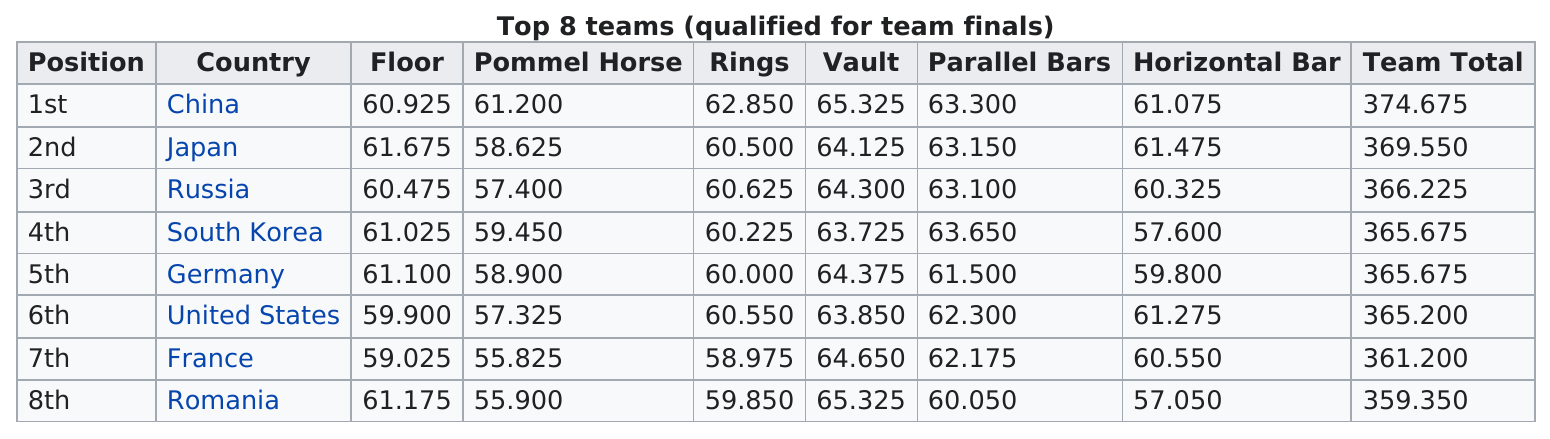 Top 8 teams (qualified for team finals)
Position Country Floor Pommel Horse Rings Vault Parallel Bars Horizontal Bar Team Total
1st China 60.925 61.200 62.850 65.325 63.300 61.075 374.675
2nd Japan 61.675 58.625 60.500 64.125 63.150 61.475 369.550
3rd Russia 60.475 57.400 60.625 64.300 63.100 60.325 366.225
4th South Korea 61.025 59.450 60.225 63.725 63.650 57.600 365.675
5th Germany 61.100 58.900 60.000 64.375 61.500 59.800 365.675
6th United States 59.900 57.325 60.550 63.850 62.300 61.275 365.200
7th France 59.025 55.825 58.975 64.650 62.175 60.550 361.200
8th Romania 61.175 55.900 59.850 65.325 60.050 57.050 359.350